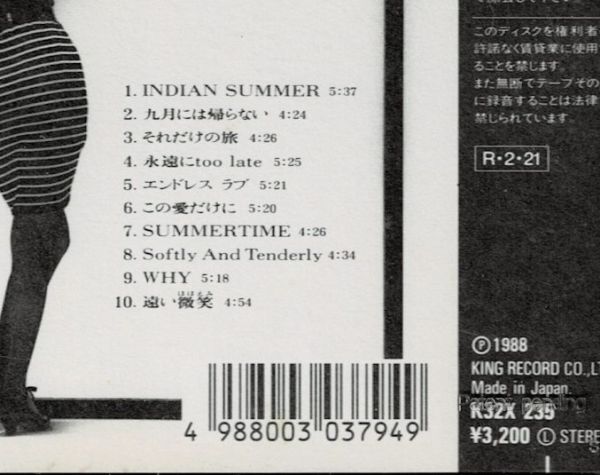 1. INDIAN SUMMER 5:37
2. 九月には帰らない 4:24
3. それだけの旅 4:26
4. 永遠にtoo late 5:25
5. エンドレス ラブ 5:21
6. この愛だけに 5:20
7. SUMMERTIME 4:26
8. Softly And Tenderly 4:34
9. WHY 5:18
ほほえみ
10. 遠い微笑 4:54
4 988003 037949
このディスクを権利者
許諾なく賃貸業に使用
ることを禁じます。
また無断でテープその
に録音することは法律
禁じられています。
R・2・21
Ⓟ1988
KING RECORD CO.,LT
Made in Japan.
Patent pending
K32X 235
¥3,200 Ⓛ STERE